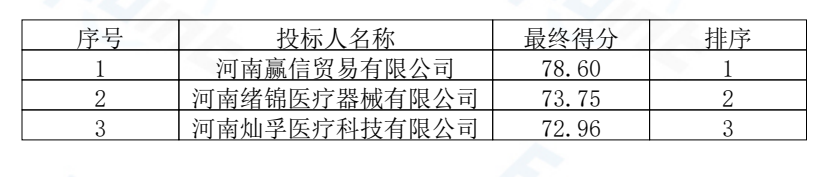 序号 投标人名称 最终得分 排序
1 河南赢信贸易有限公司 78.60 1
2 河南绪锦医疗器械有限公司 73.75 2
3 河南灿孚医疗科技有限公司 72.96 3